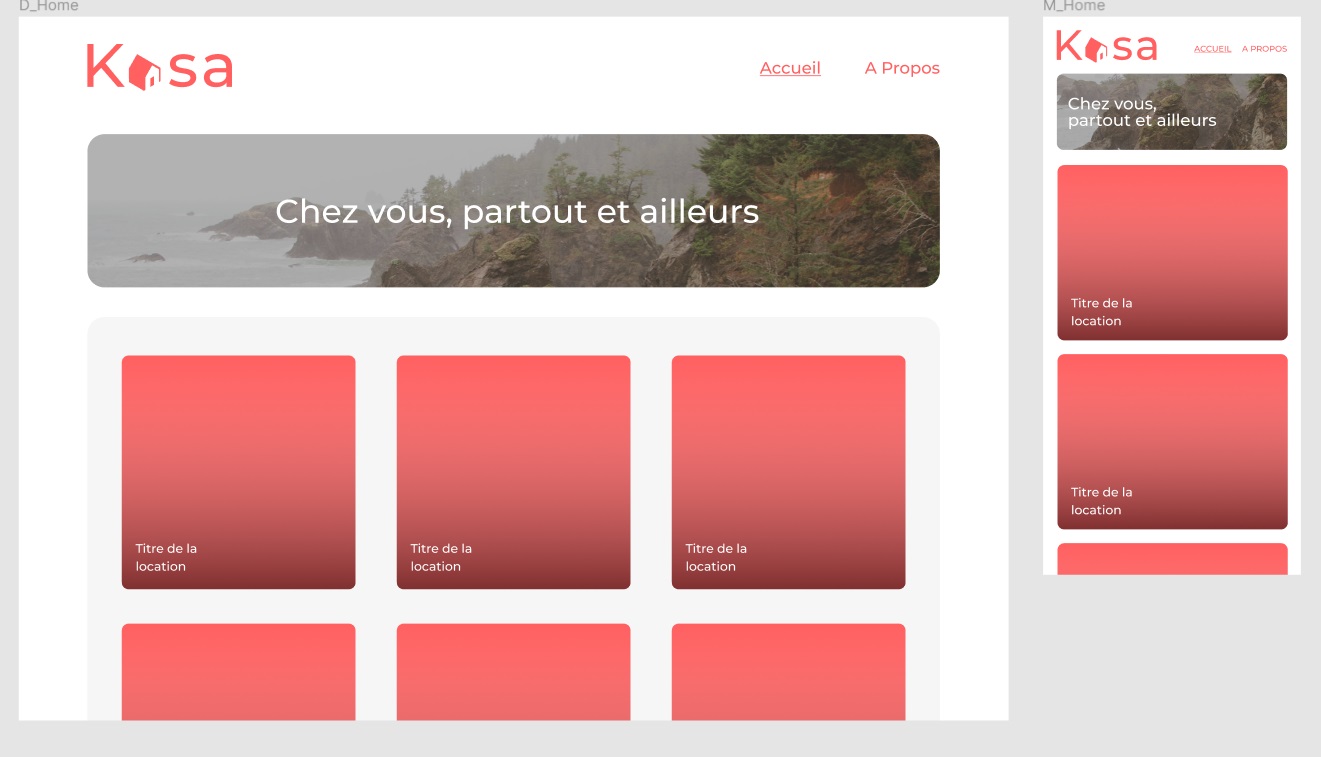 D_Home
Kasa
Accueil
A Propos
Chez vous, partout et ailleurs
Titre de la
location
Titre de la
location
Titre de la
location
M_Home
Kasa
ACCUEIL
A PROPOS
Chez vous,
partout et ailleurs
Titre de la
location
Titre de la
location